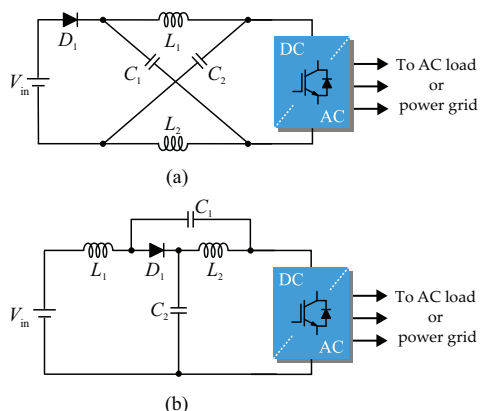 D1
L1
DC
C1
C2
Vin
To AC load
or
power grid
L2
AC
(a)
C1
L1
D1
L2
DC
C2
Vin
To AC load
or
power grid
AC
(b)